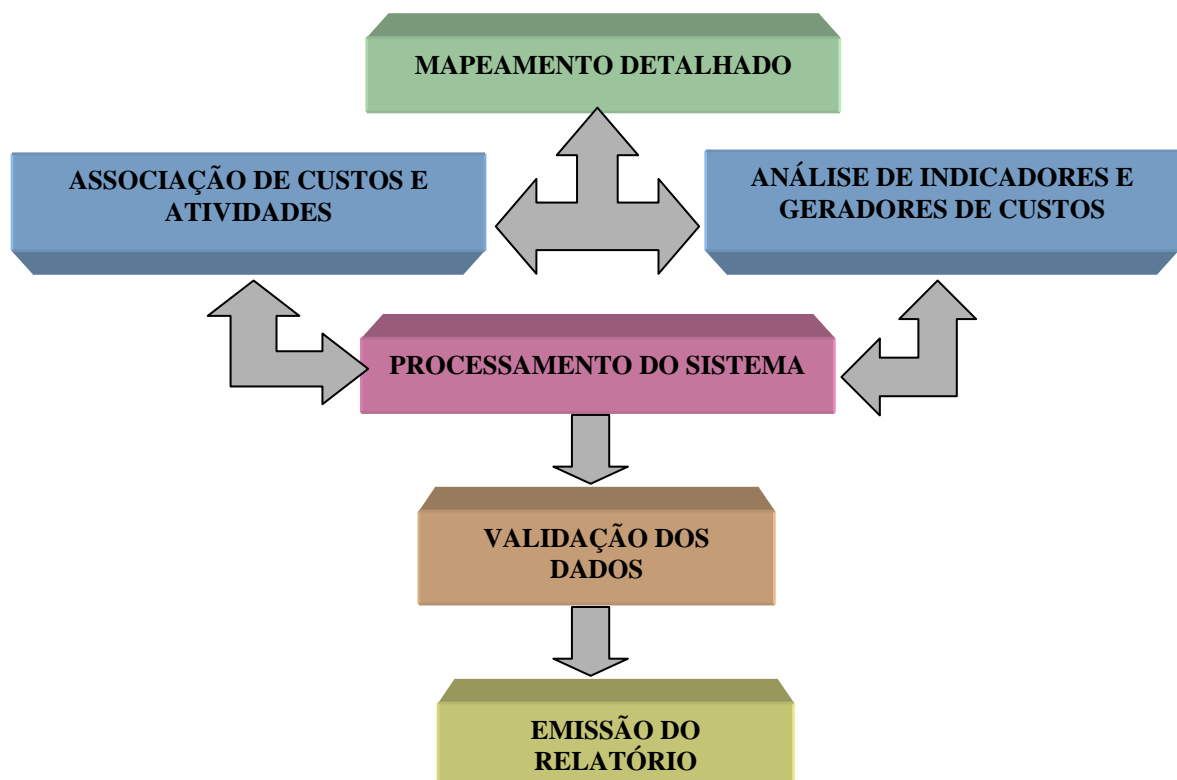 MAPEAMENTO DETALHADO
ASSOCIAÇÃO DE CUSTOS E
ATIVIDADES
ANÁLISE DE INDICADORES E
GERADORES DE CUSTOS
PROCESSAMENTO DO SISTEMA
VALIDAÇÃO DOS
DADOS
EMISSÃO DO
RELATÓRIO